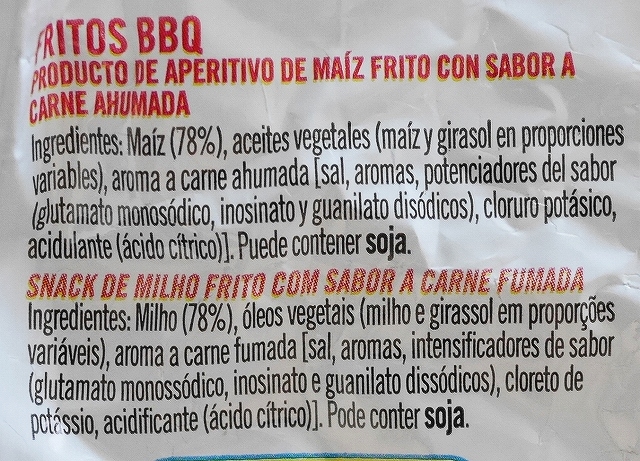 FRITOS BBQ
PRODUCTO DE APERITIVO DE MAÍZ FRITO CON SABOR A
CARNE AHUMADA
Ingredientes: Maíz (78%), aceites vegetales (maíz y girasol en proporciones
variables), aroma a carne ahumada [sal, aromas, potenciadores del sabor
(glutamato monosódico, inosinato y guanilato disódicos), cloruro potásico,
acidulante (ácido cítrico)]. Puede contener soja.
SNACK DE MILHO FRITO COM SABOR A CARNE FUMADA
Ingredientes: Milho (78%), óleos vegetais (milho e girassol em proporções
variáveis), aroma a carne fumada [sal, aromas, intensificadores de sabor
(glutamato monossódico, inosinato e guanilato dissódicos), cloreto de
potássio, acidificante (ácido cítrico)]. Pode conter soja.